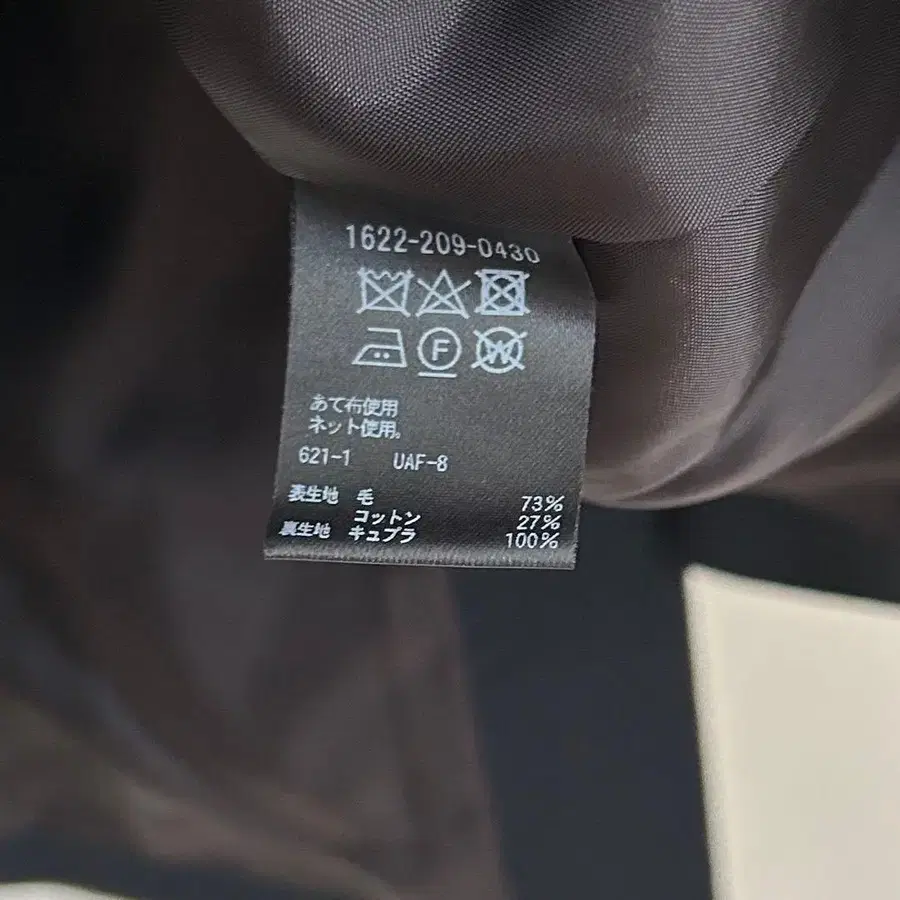 1622-209-0430
F W
あて布使用
ネット使用。
621-1 UAF-8
表生地 毛 73%
コットン 27%
裏生地 キュプラ 100%